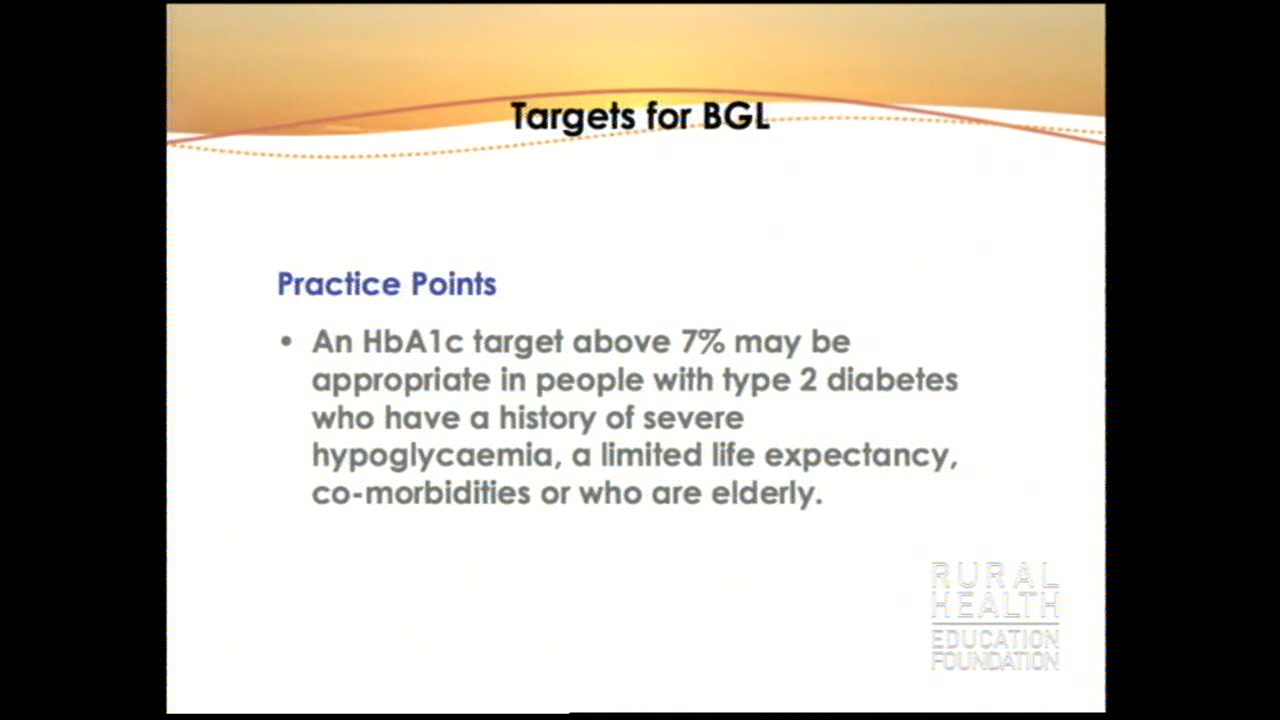 Targets for BGL
Practice Points
• An HbA1c target above 7% may be
appropriate in people with type 2 diabetes
who have a history of severe
hypoglycaemia, a limited life expectancy,
co-morbidities or who are elderly.
RURAL
HEALTH
EDUCATION
FOUNDATION